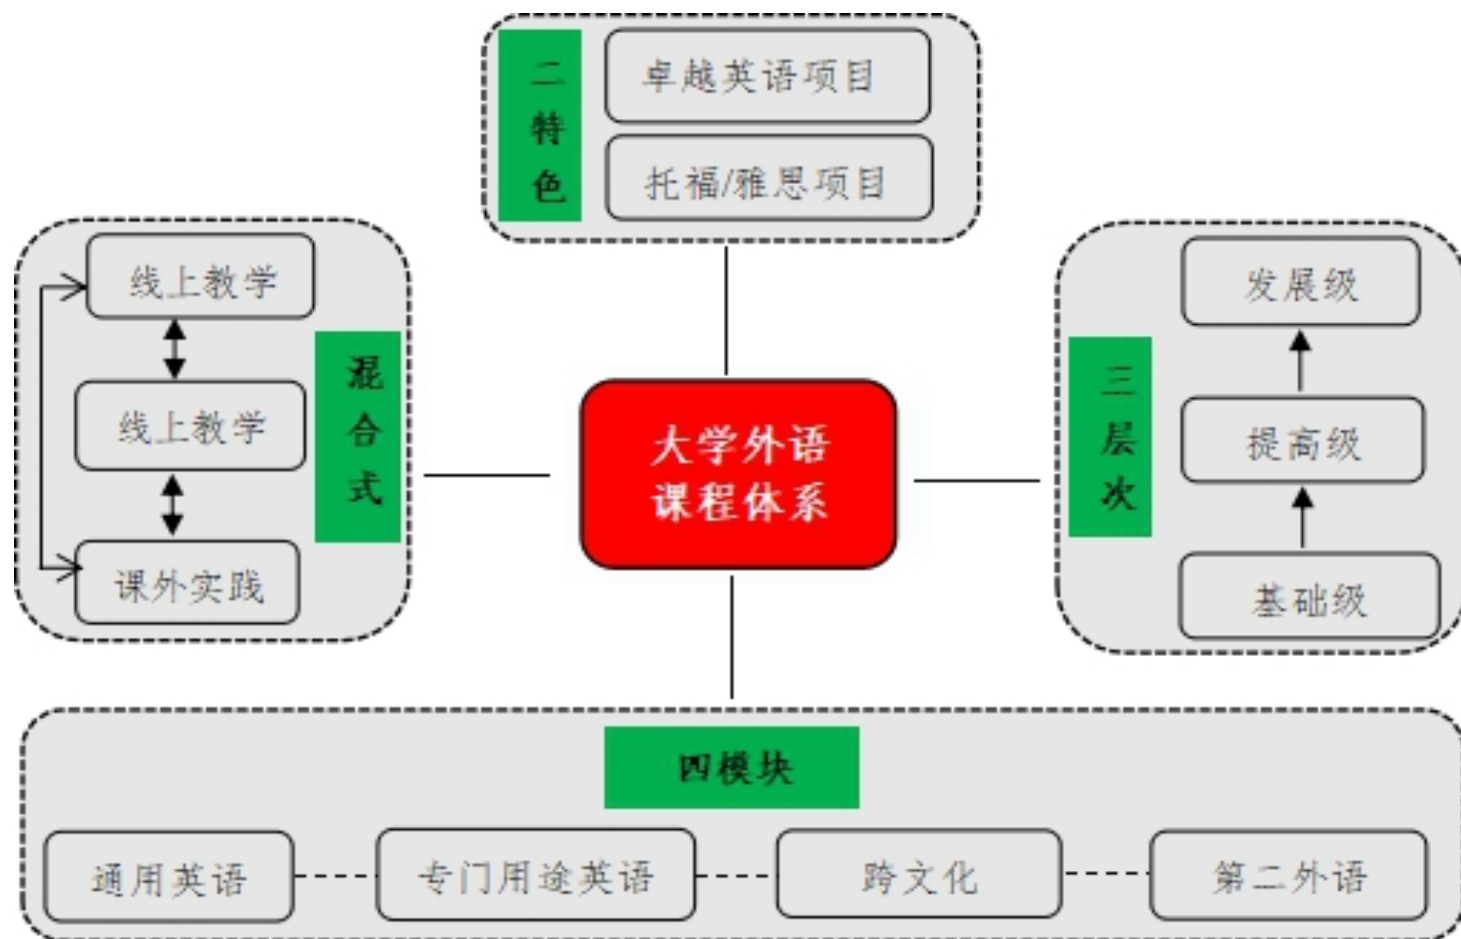 二特色
卓越英语项目
托福/雅思项目
线上教学
线上教学
课外实践
混合式
大学外语
课程体系
三层次
发展级
提高级
基础级
四模块
通用英语
专门用途英语
跨文化
第二外语